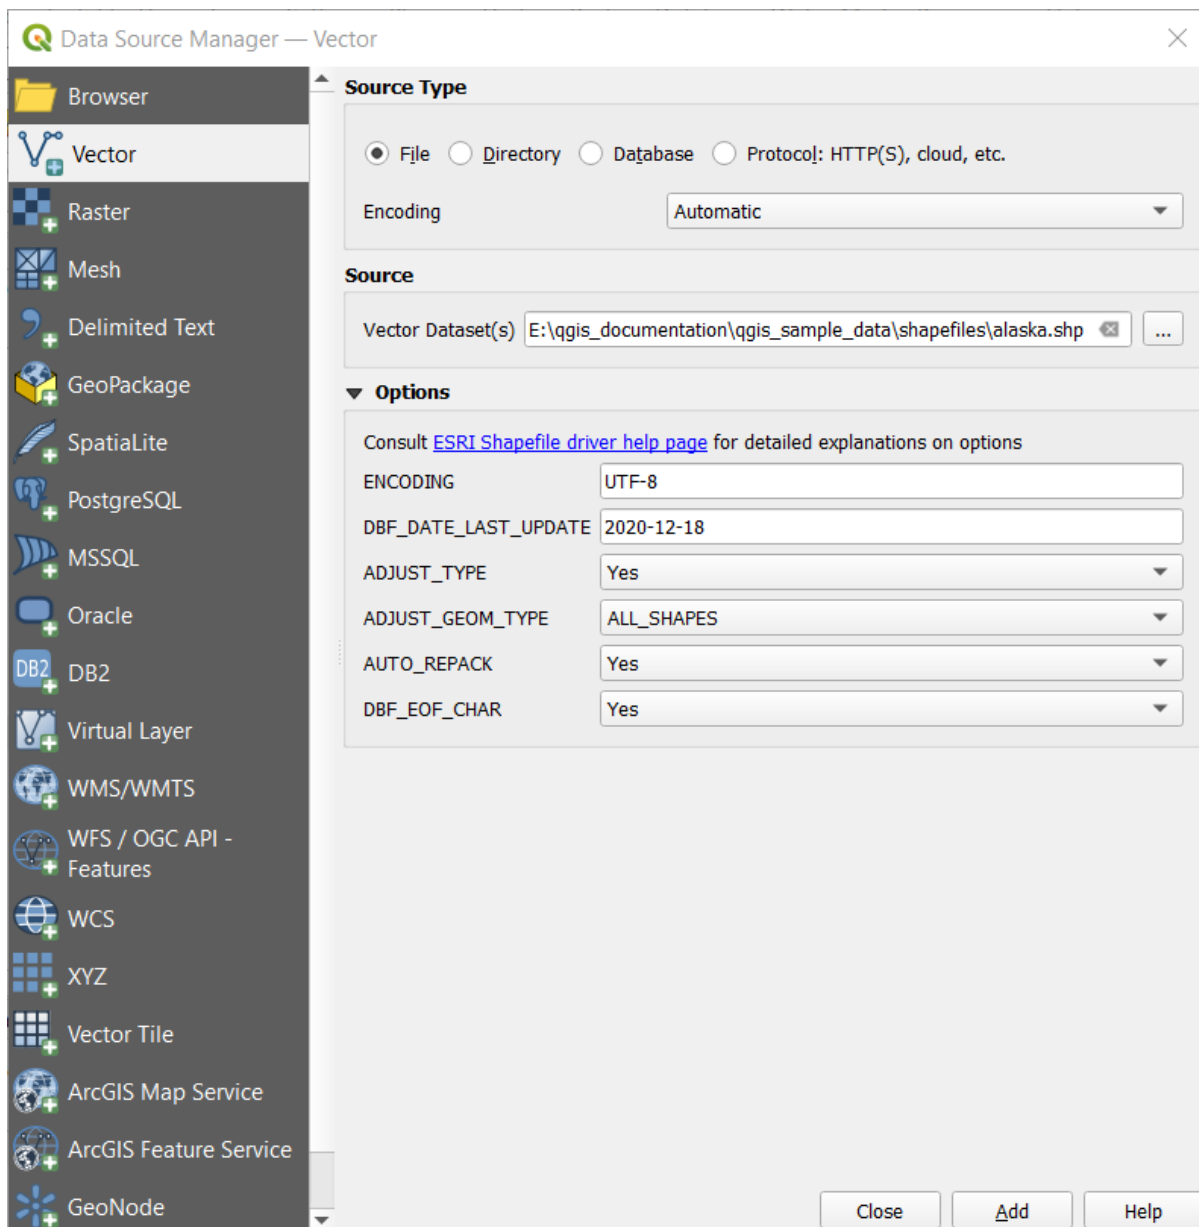 Data Source Manager — Vector
Browser
Vector
Raster
Mesh
Delimited Text
GeoPackage
SpatiaLite
PostgreSQL
MSSQL
Oracle
DB2
DB2
Virtual Layer
WMS/WMTS
WFS / OGC API -
Features
WCS
XYZ
Vector Tile
ArcGIS Map Service
ArcGIS Feature Service
GeoNode
Source Type
File Directory Database Protocol: HTTP(S), cloud, etc.
Encoding Automatic
Source
Vector Dataset(s) E:\qgis_documentation\qgis_sample_data\shapefiles\alaska.shp ...
Options
Consult ESRI Shapefile driver help page for detailed explanations on options
ENCODING UTF-8
DBF_DATE_LAST_UPDATE 2020-12-18
ADJUST_TYPE Yes
ADJUST_GEOM_TYPE ALL_SHAPES
AUTO_REPACK Yes
DBF_EOF_CHAR Yes
Close Add Help